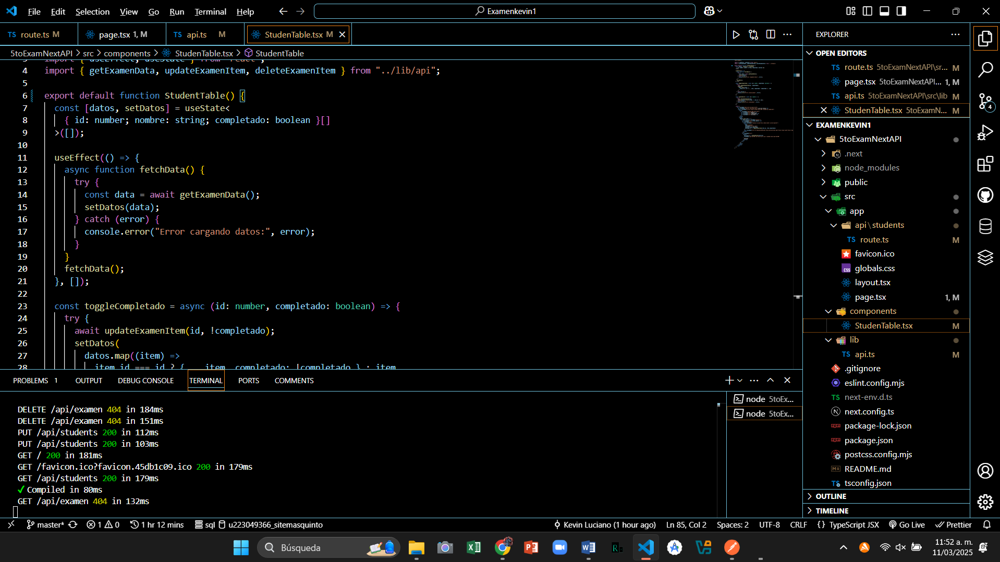 File Edit Selection View Go Run Terminal Help
Examenkevin1
TS route.ts M
page.tsx 1, M
TS api.ts M
StudenTable.tsx M
5toExamNextAPI > src > components > StudenTable.tsx > StudentTable
3 import { useEffect, useState } from "react";
4 import { getExamenData, updateExamenItem, deleteExamenItem } from "../lib/api";
5
6 export default function StudentTable() {
7 const [datos, setDatos] = useState<
8 { id: number; nombre: string; completado: boolean }[]
9 >([]);
10
11 useEffect(() => {
12 async function fetchData() {
13 try {
14 const data = await getExamenData();
15 setDatos(data);
16 } catch (error) {
17 console.error("Error cargando datos:", error);
18 }
19 }
20 fetchData();
21 }, []);
22
23 const toggleCompletado = async (id: number, completado: boolean) => {
24 try {
25 await updateExamenItem(id, !completado);
26 setDatos(
27 datos.map((item) =>
28 item.id === id ? { ...item, completado: !completado } : item
PROBLEMS 1 OUTPUT DEBUG CONSOLE TERMINAL PORTS COMMENTS
DELETE /api/examen 404 in 184ms
DELETE /api/examen 404 in 151ms
PUT /api/students 200 in 112ms
PUT /api/students 200 in 103ms
GET / 200 in 181ms
GET /favicon.ico?favicon.45db1c09.ico 200 in 179ms
GET /api/students 200 in 179ms
✓ Compiled in 80ms
GET /api/examen 404 in 132ms
node 5toEx...
node 5toEx...
EXPLORER
OPEN EDITORS
TS route.ts 5toExamNextAPI\sr... M
page.tsx 5toExamNextAPI... 1, M
TS api.ts 5toExamNextAPI\src\lib M
StudenTable.tsx 5toExamN... M
EXAMENKEVIN1
5toExamNextAPI
.next
node_modules
public
src
app
api\students
TS route.ts M
favicon.ico
globals.css
layout.tsx
page.tsx 1, M
components
StudenTable.tsx M
lib
TS api.ts M
.gitignore
eslint.config.mjs
TS next-env.d.ts
next.config.ts
package-lock.json
package.json
postcss.config.mjs
README.md
tsconfig.json
OUTLINE
TIMELINE
4
master* 1 0 1 hr 12 mins sql u223049366_sitemasquinto
Kevin Luciano (1 hour ago) Ln 85, Col 2 Spaces: 2 UTF-8 CRLF {} TypeScript JSX Go Live Prettier
Búsqueda
11:52 a. m.
11/03/2025